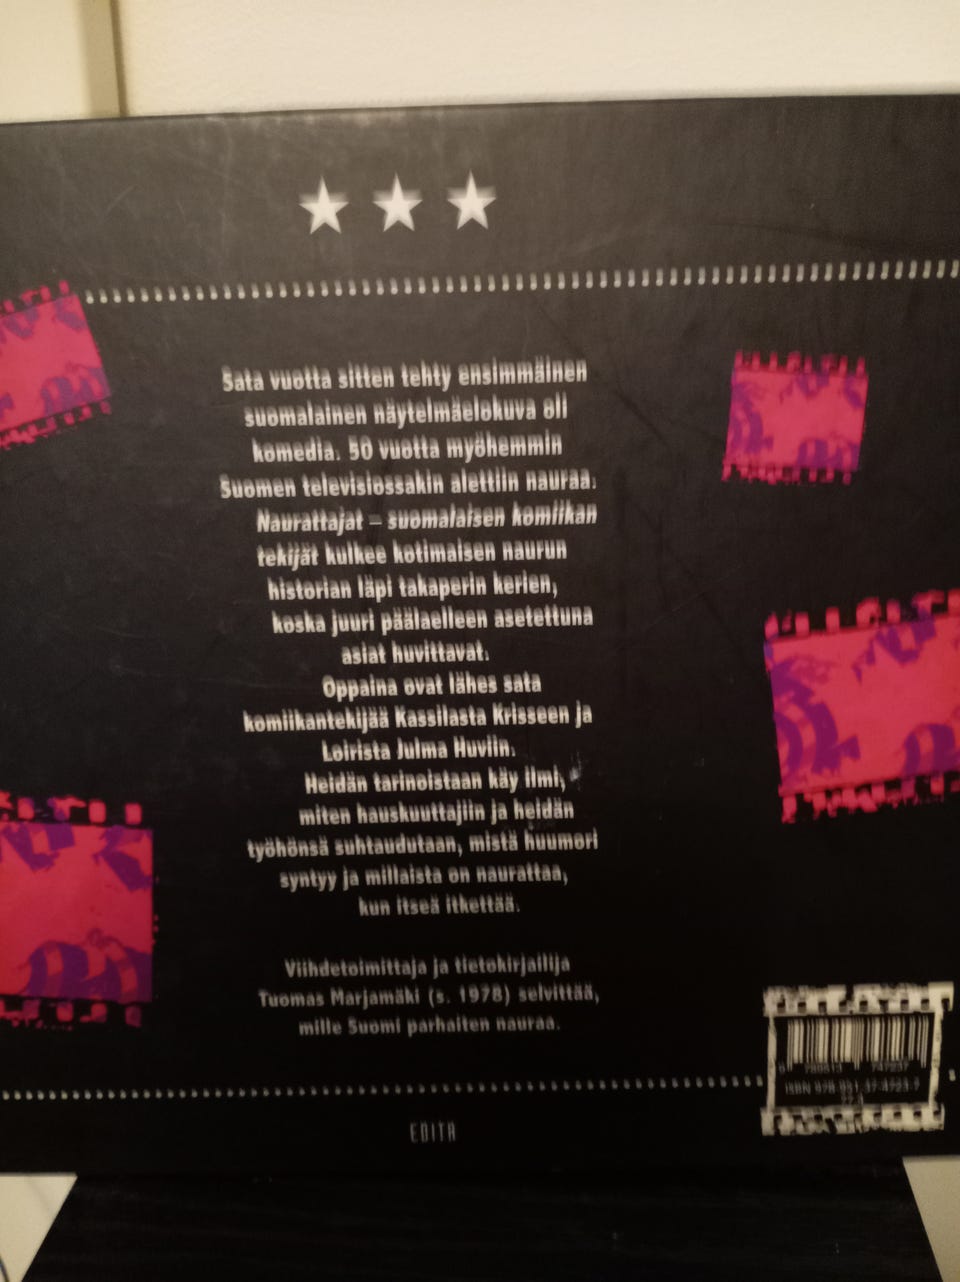 Sata vuotta sitten tehty ensimmäinen
suomalainen näytelmäelokuva oli
komedia. 50 vuotta myöhemmin
Suomen televisiossakin alettiin nauraa.
Naurattajat – suomalaisen komiikan
tekijät kulkee kotimaisen naurun
historian läpi takaperin kerien,
koska juuri päälaelleen asetettuna
asiat huvittavat.
Oppaina ovat lähes sata
komiikantekijää Kassilasta Krisseen ja
Loirista Julma Huviin.
Heidän tarinoistaan käy ilmi,
miten hauskuuttajiin ja heidän
työhönsä suhtaudutaan, mistä huumori
syntyy ja millaista on naurattaa,
kun itseä itkettää.
Viihdetoimittaja ja tietokirjailija
Tuomas Marjamäki (s. 1978) selvittää,
mille Suomi parhaiten nauraa.
ISBN
EDITA